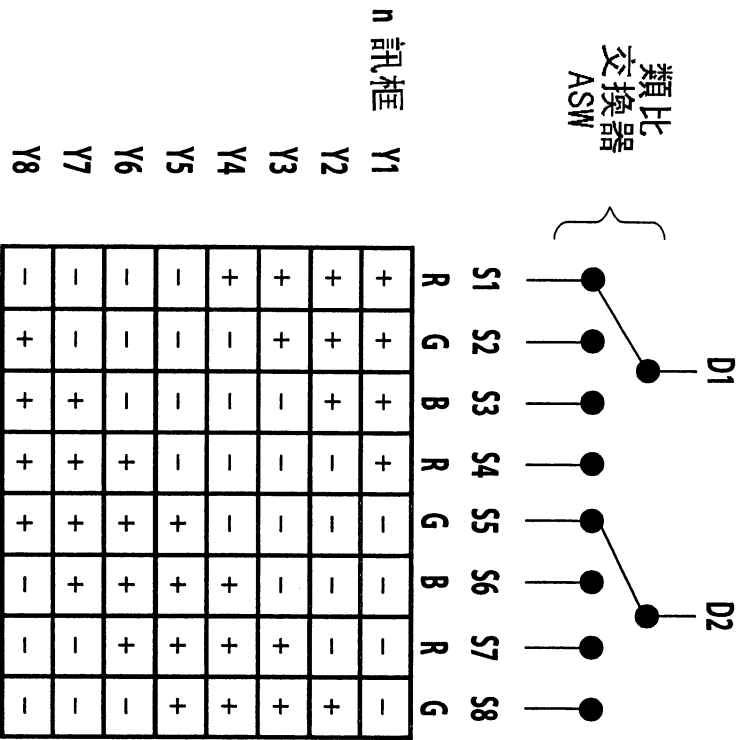 D1 D2
類比
交換器
ASW
S1 S2 S3 S4 S5 S6 S7 S8
R G B R G B R G
n 訊框
Y1 + + + + − − − −
Y2 + + + − − − − +
Y3 + + − − − − + +
Y4 + − − − − + + +
Y5 − − − − + + + +
Y6 − − − + + + + −
Y7 − − + + + + − −
Y8 − + + + + − − −